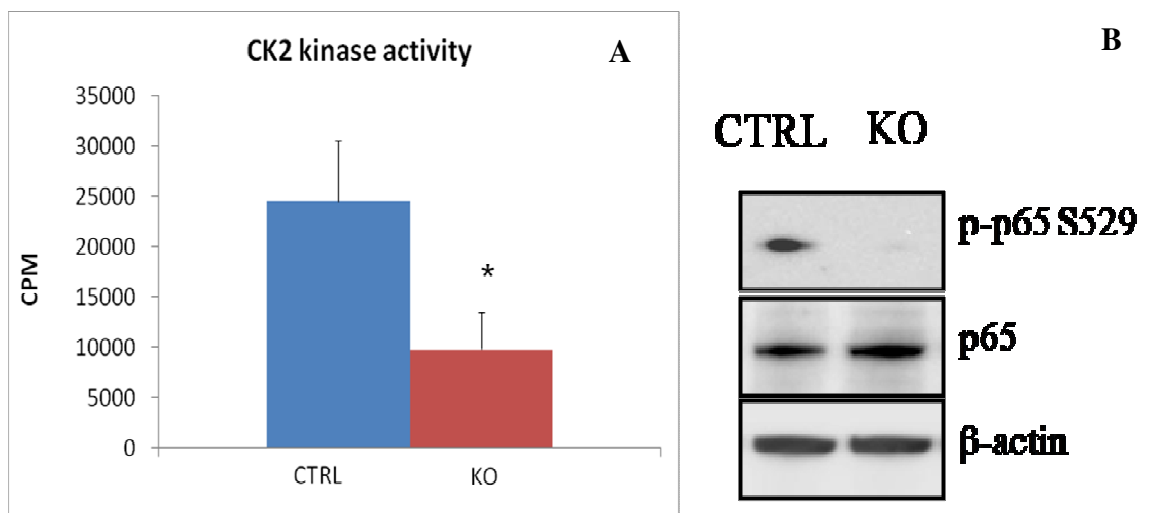 CK2 kinase activity
A
35000
30000
25000
20000
15000
10000
5000
0
CPM
*
CTRL
KO
B
CTRL KO
p-p65 S529
p65
β-actin